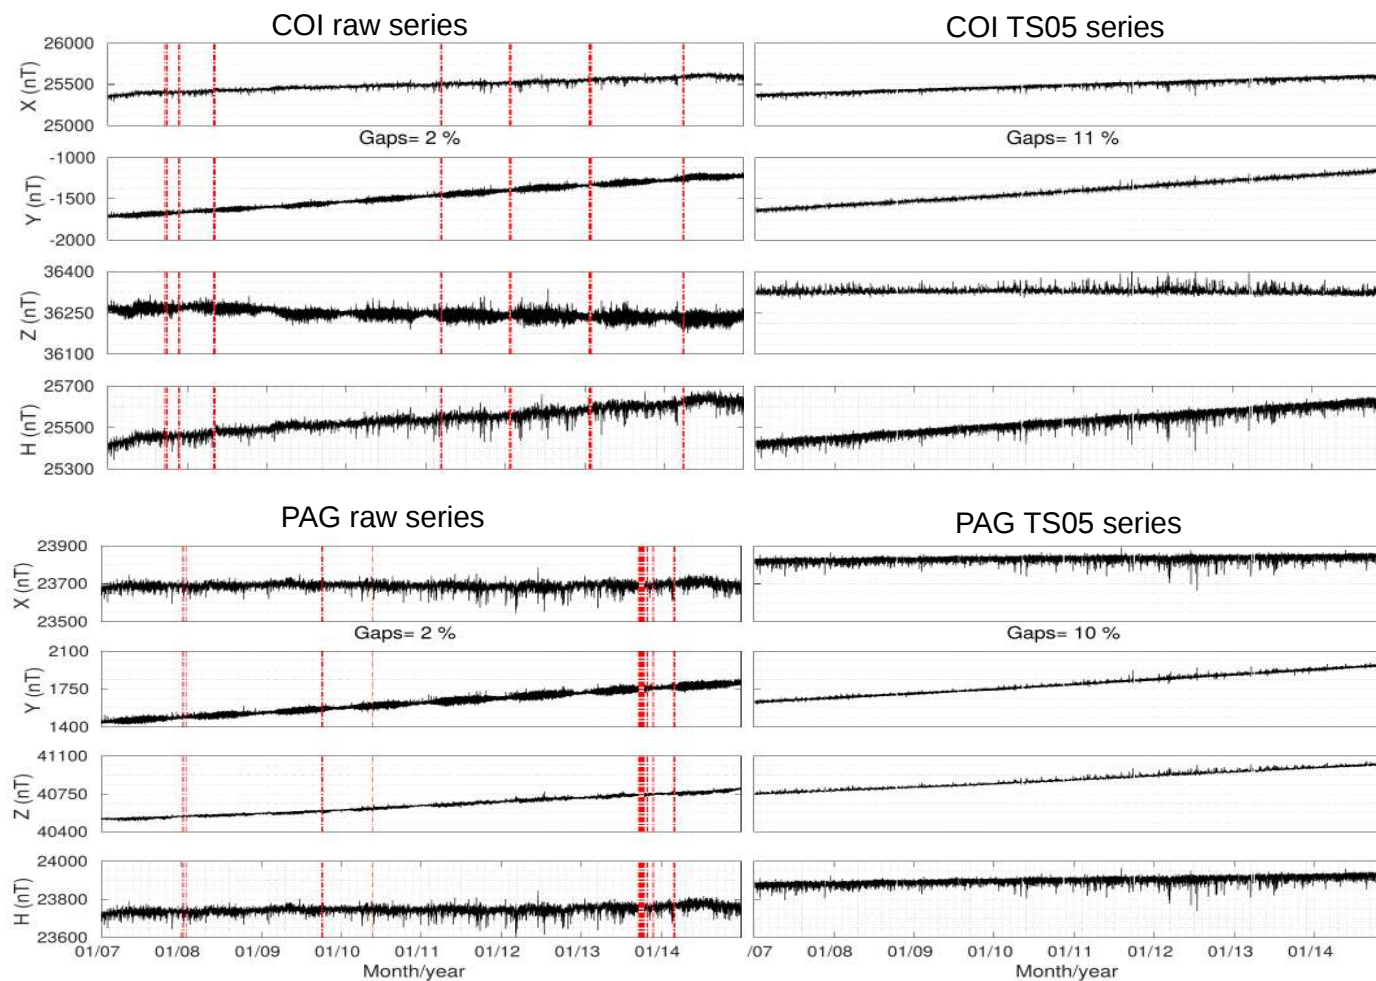 COI raw series
COI TS05 series
26000
25500
25000
X (nT)
Gaps= 2 %
Gaps= 11 %
-1000
-1500
-2000
Y (nT)
36400
36250
36100
Z (nT)
25700
25500
25300
H (nT)
PAG raw series
PAG TS05 series
23900
23700
23500
X (nT)
Gaps= 2 %
Gaps= 10 %
2100
1750
1400
Y (nT)
41100
40750
40400
Z (nT)
24000
23800
23600
H (nT)
01/07 01/08 01/09 01/10 01/11 01/12 01/13 01/14
/07 01/08 01/09 01/10 01/11 01/12 01/13 01/14
Month/year
Month/year